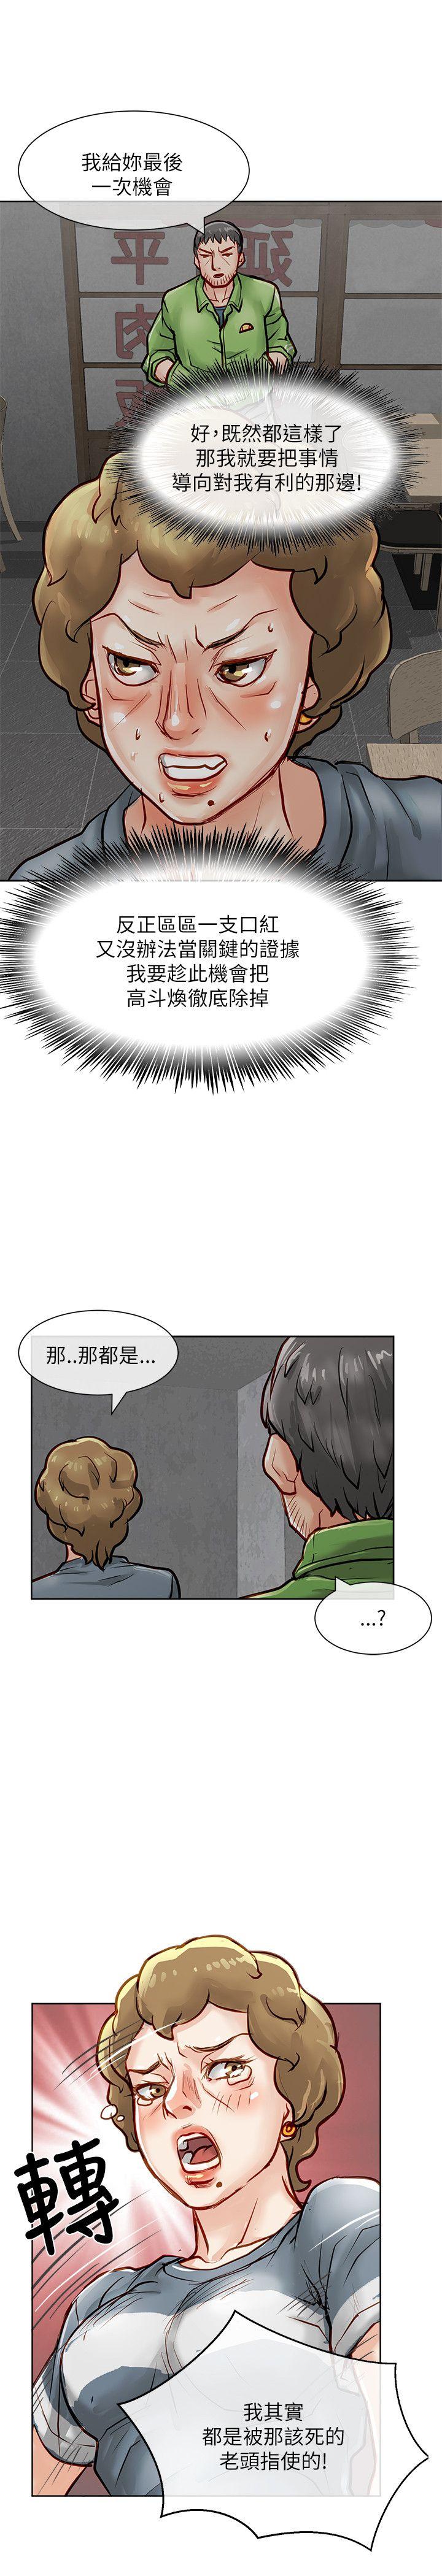 我給妳最後
一次機會
平
肉
飯
好，既然都這樣了
那我就要把事情
導向對我有利的那邊!
反正區區一支口紅
又沒辦法當關鍵的證據
我要趁此機會把
高斗煥徹底除掉
那..那都是...
...?
轉
我其實
都是被那該死的
老頭指使的!